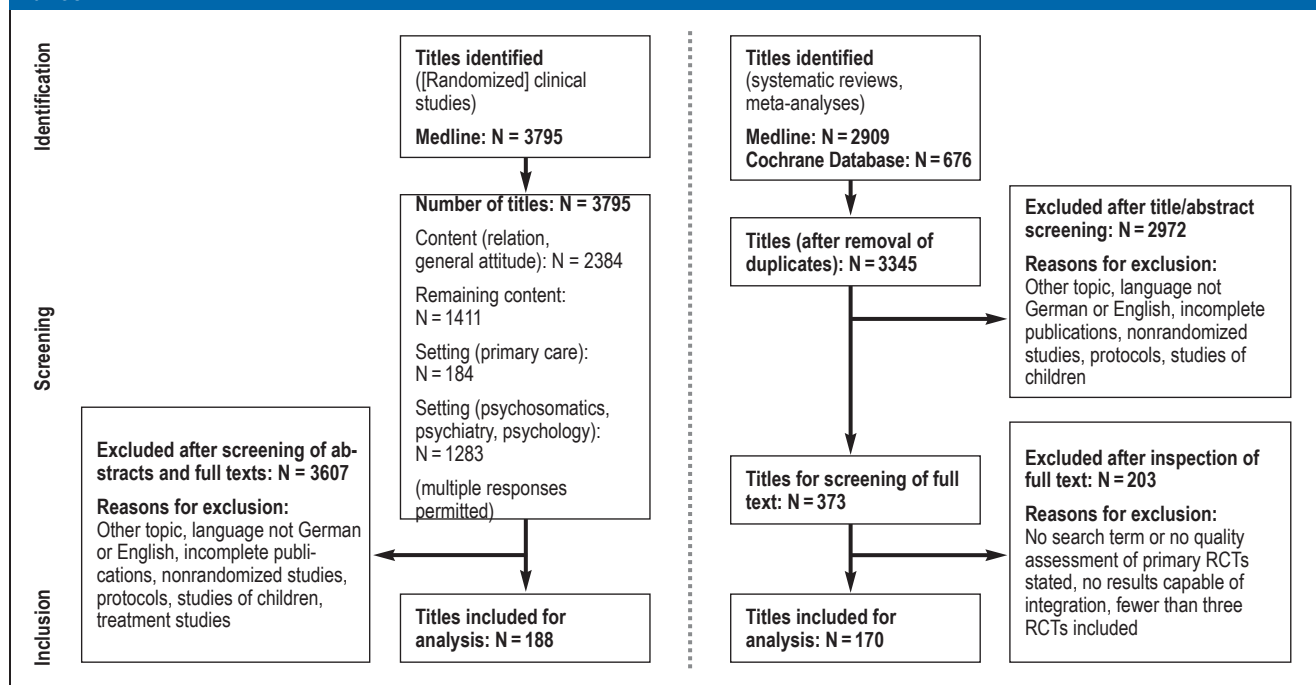 Identification
Titles identified
([Randomized] clinical
studies)
Medline: N = 3795
Titles identified
(systematic reviews,
meta-analyses)
Medline: N = 2909
Cochrane Database: N = 676
Screening
Number of titles: N = 3795
Content (relation,
general attitude): N = 2384
Remaining content:
N = 1411
Setting (primary care):
N = 184
Setting (psychosomatics,
psychiatry, psychology):
N = 1283
(multiple responses
permitted)
Excluded after screening of ab-
stracts and full texts: N = 3607
Reasons for exclusion:
Other topic, language not German
or English, incomplete publi-
cations, nonrandomized studies,
protocols, studies of children,
treatment studies
Titles (after removal of
duplicates): N = 3345
Excluded after title/abstract
screening: N = 2972
Reasons for exclusion:
Other topic, language not
German or English, incomplete
publications, nonrandomized
studies, protocols, studies of
children
Titles for screening of full
text: N = 373
Excluded after inspection of
full text: N = 203
Reasons for exclusion:
No search term or no quality
assessment of primary RCTs
stated, no results capable of
integration, fewer than three
RCTs included
Inclusion
Titles included for
analysis: N = 188
Titles included for
analysis: N = 170